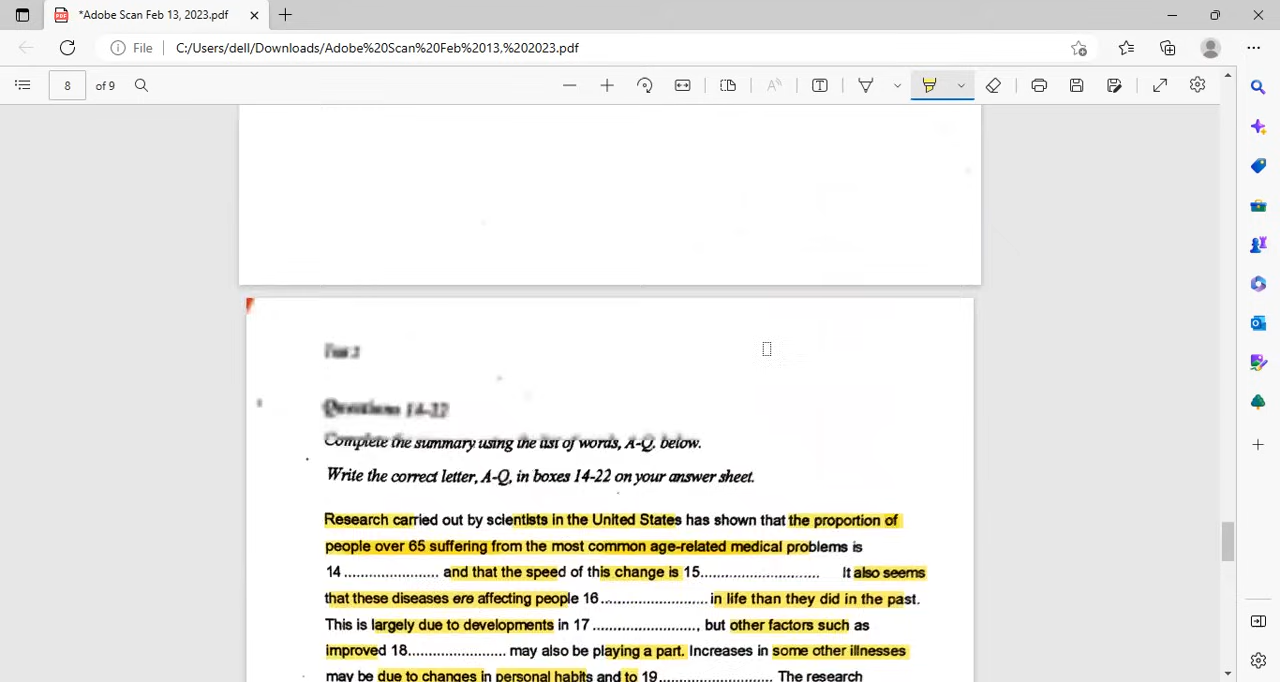 *Adobe Scan Feb 13, 2023.pdf
File
C:/Users/dell/Downloads/Adobe%20Scan%20Feb%2013,%202023.pdf
8 of 9
Questions 14-22
Complete the summary using the list of words, A-Q. below.
Write the correct letter, A-Q, in boxes 14-22 on your answer sheet.
Research carried out by scientists in the United States has shown that the proportion of
people over 65 suffering from the most common age-related medical problems is
14 ........................ and that the speed of this change is 15.............................. It also seems
that these diseases ere affecting people 16........................... in life than they did in the past.
This is largely due to developments in 17 .........................., but other factors such as
improved 18......................... may also be playing a part. Increases in some other illnesses
may be due to changes in personal habits and to 19............................. The research